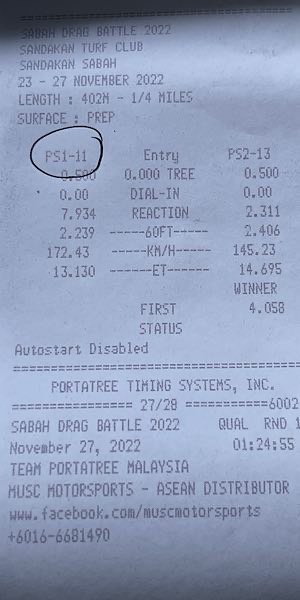 SABAH DRAG BATTLE 2022
SANDAKAN TURF CLUB
SANDAKAN SABAH
23 - 27 NOVEMBER 2022
LENGTH : 402M - 1/4 MILES
SURFACE : PREP
PS1-11 Entry PS2-13
0.500 0.000 TREE 0.500
0.00 DIAL-IN 0.00
7.934 REACTION 2.311
2.239 -----60FT----- 2.406
172.43 -----KM/H----- 145.23
13.130 ------ET------ 14.695
WINNER
FIRST 4.058
STATUS
Autostart Disabled
================================
PORTATREE TIMING SYSTEMS, INC.
============== 27/28 ===========6002
SABAH DRAG BATTLE 2022 QUAL RND 1
November 27, 2022 01:24:55
TEAM PORTATREE MALAYSIA
MUSC MOTORSPORTS - ASEAN DISTRIBUTOR
www.facebook.com/muscmotorsports
+6016-6681490